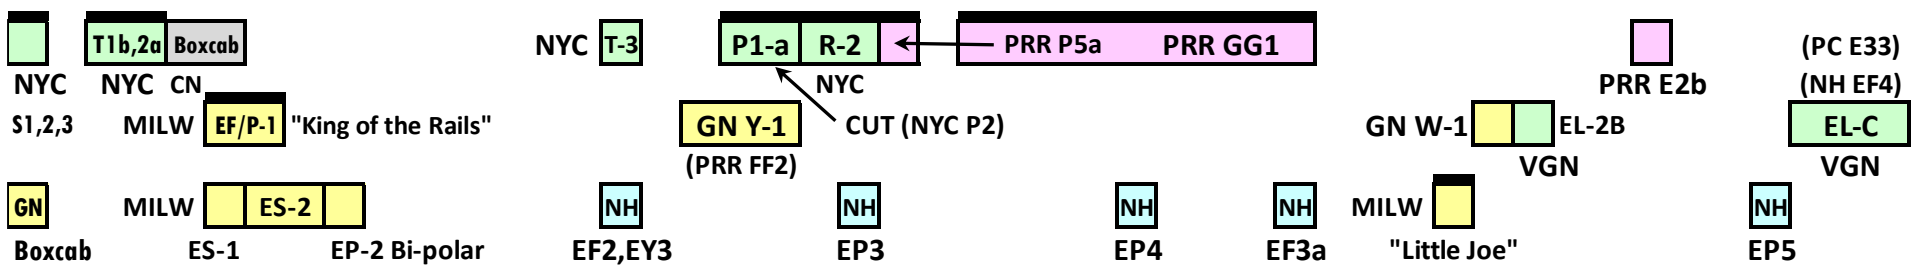 T1b,2a Boxcab NYC T-3 P1-a R-2 PRR P5a PRR GG1 (PC E33)
NYC NYC CN NYC PRR E2b (NH EF4)
S1,2,3 MILW EF/P-1 "King of the Rails" GN Y-1 CUT (NYC P2) GN W-1 EL-2B EL-C
(PRR FF2) VGN VGN
GN MILW ES-2 NH NH NH NH MILW NH
Boxcab ES-1 EP-2 Bi-polar EF2,EY3 EP3 EP4 EF3a "Little Joe" EP5